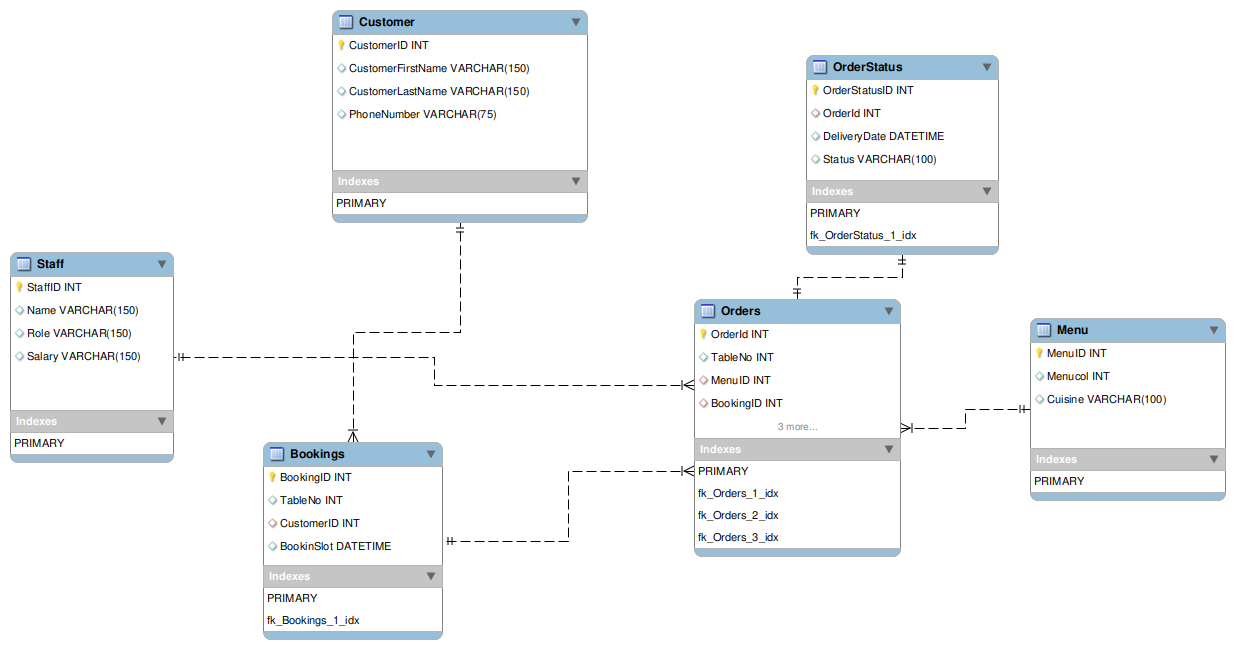 Customer
CustomerID INT
CustomerFirstName VARCHAR(150)
CustomerLastName VARCHAR(150)
PhoneNumber VARCHAR(75)
Indexes
PRIMARY
OrderStatus
OrderStatusID INT
OrderId INT
DeliveryDate DATETIME
Status VARCHAR(100)
Indexes
PRIMARY
fk_OrderStatus_1_idx
Staff
StaffID INT
Name VARCHAR(150)
Role VARCHAR(150)
Salary VARCHAR(150)
Indexes
PRIMARY
Orders
OrderId INT
TableNo INT
MenuID INT
BookingID INT
3 more...
Indexes
PRIMARY
fk_Orders_1_idx
fk_Orders_2_idx
fk_Orders_3_idx
Menu
MenuID INT
Menucol INT
Cuisine VARCHAR(100)
Indexes
PRIMARY
Bookings
BookingID INT
TableNo INT
CustomerID INT
BookinSlot DATETIME
Indexes
PRIMARY
fk_Bookings_1_idx